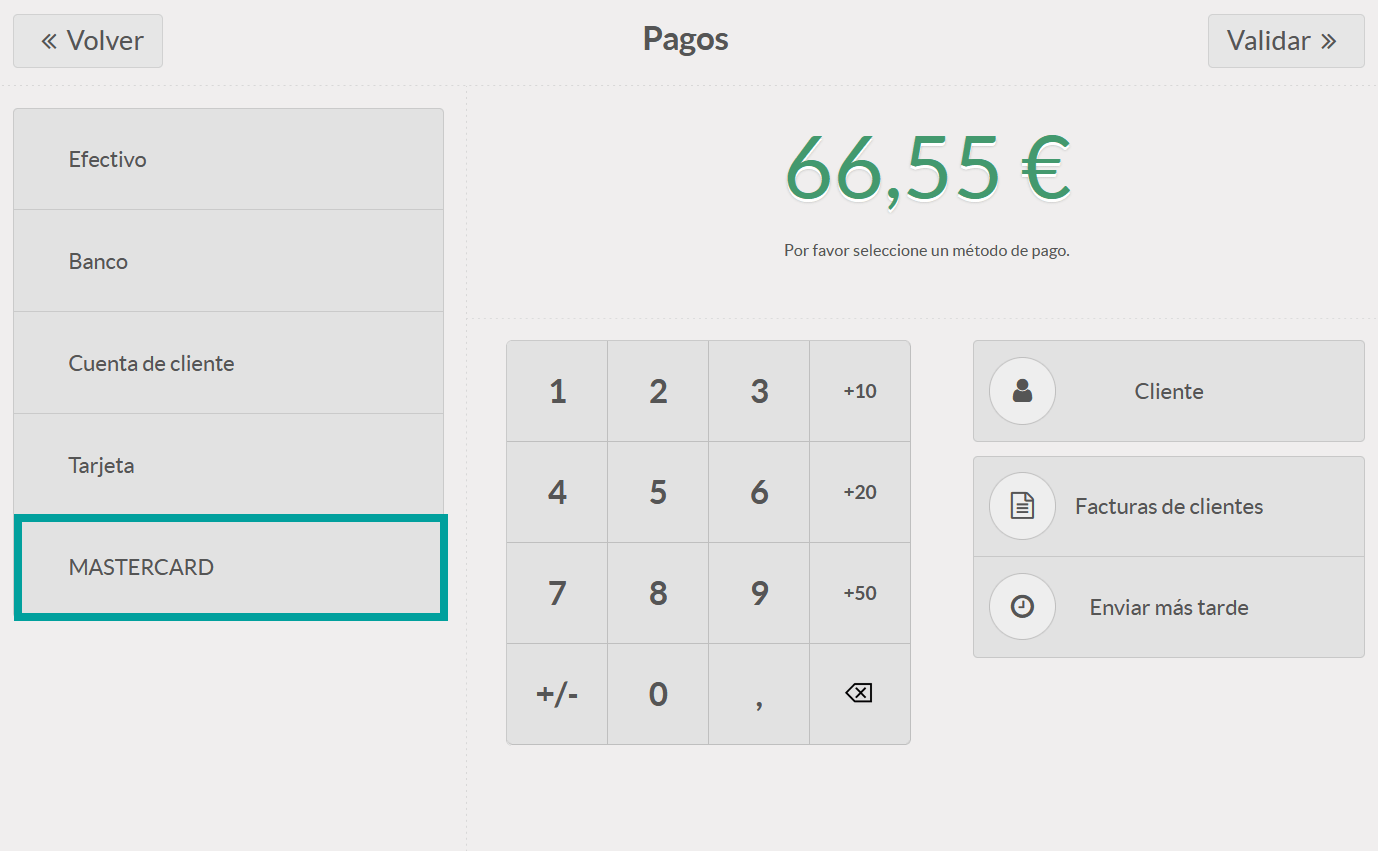 Volver
Pagos
Validar
Efectivo
Banco
Cuenta de cliente
Tarjeta
MASTERCARD
66,55 €
Por favor seleccione un método de pago.
1 2 3 +10
4 5 6 +20
7 8 9 +50
+/- 0 ,
Cliente
Facturas de clientes
Enviar más tarde